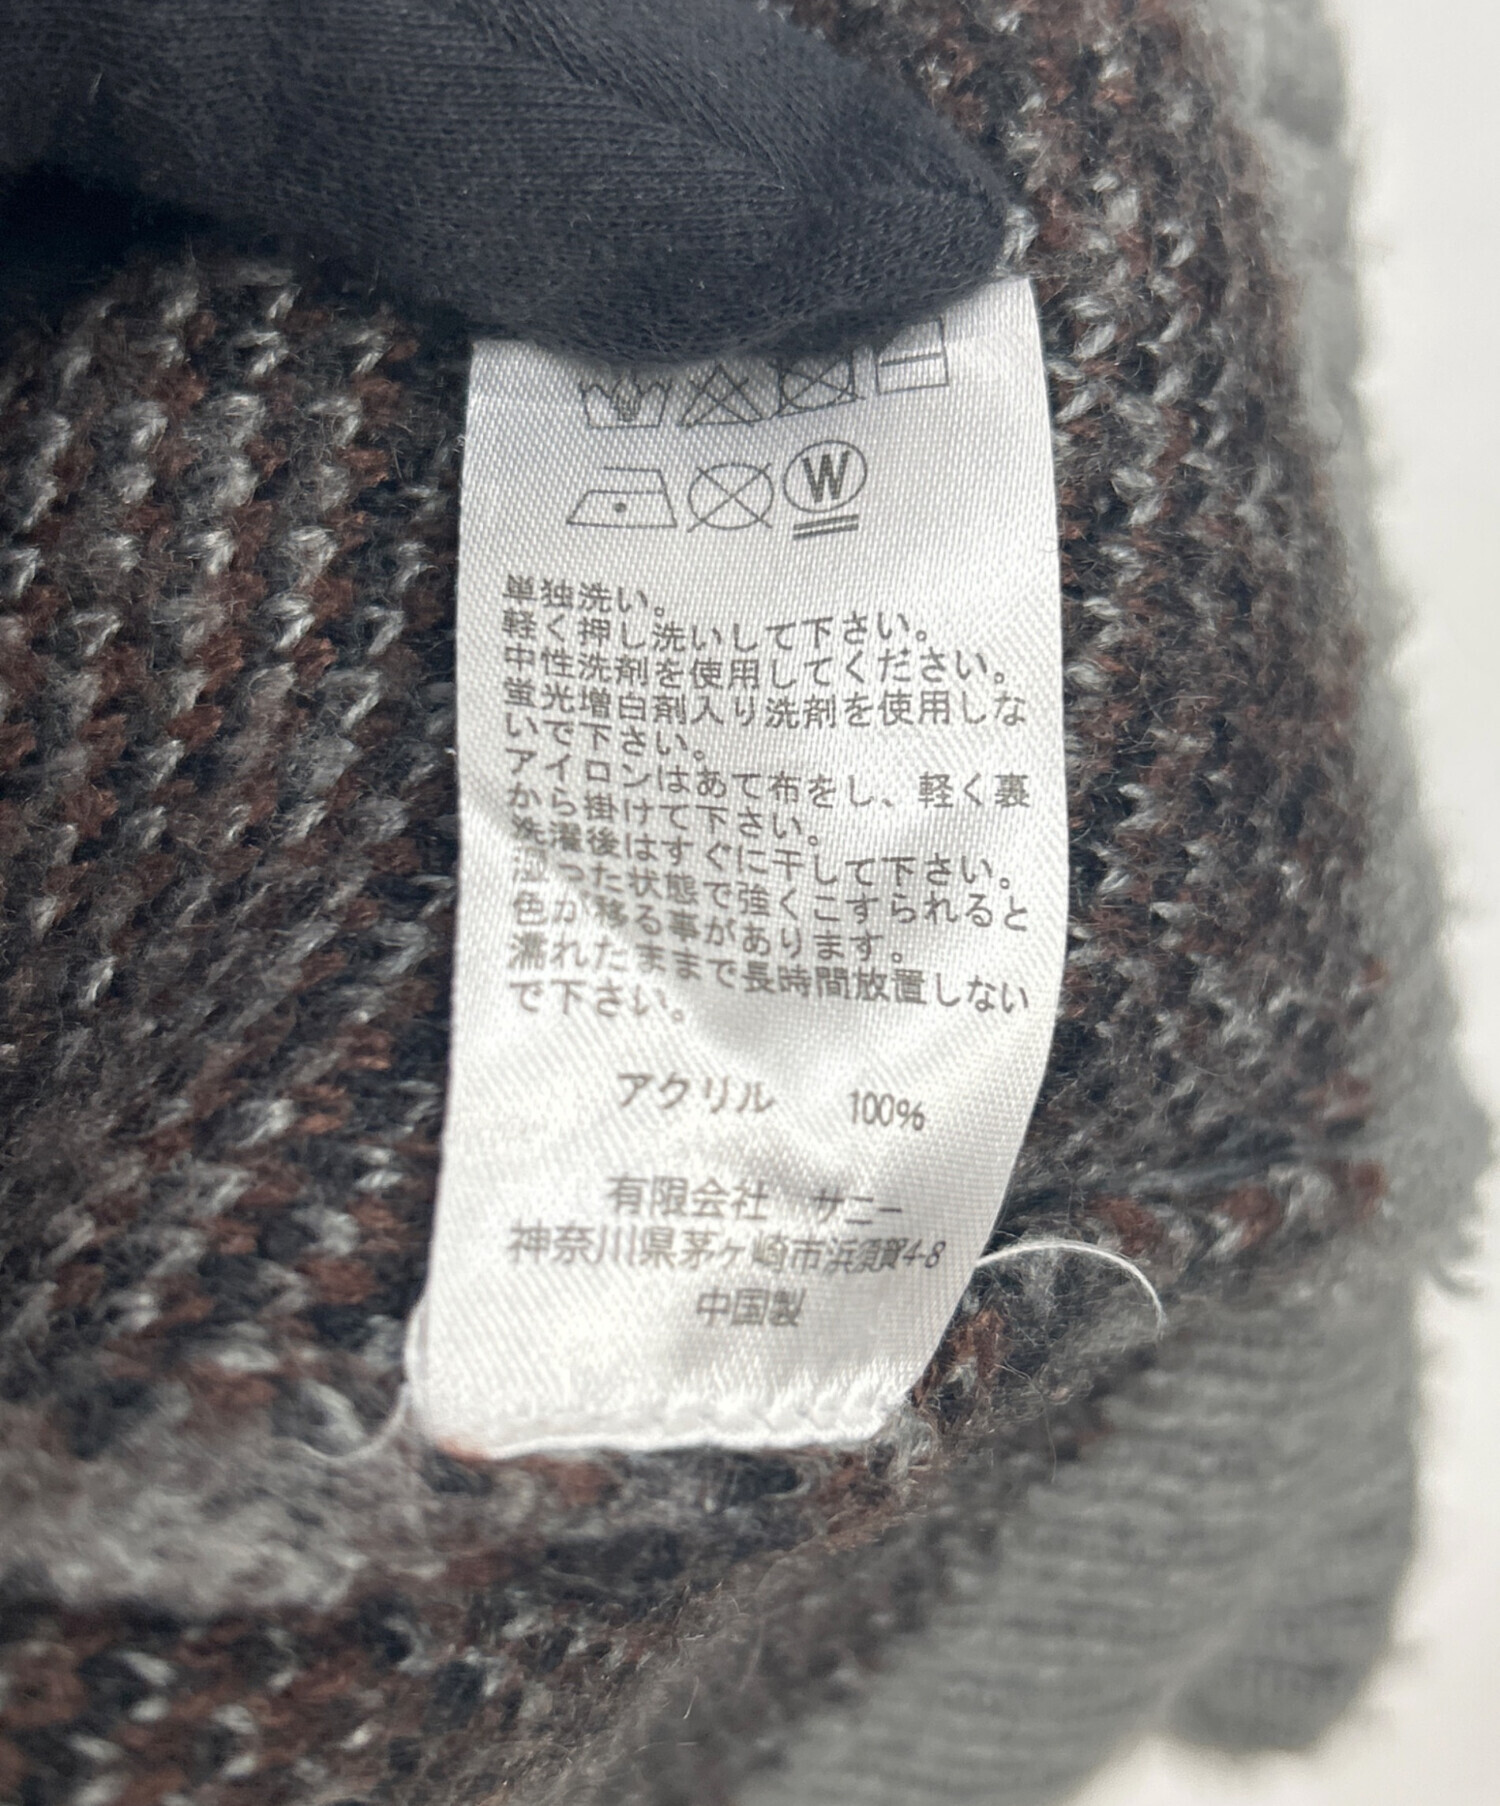 W
単独洗い。
軽く押し洗いして下さい。
中性洗剤を使用してください。
蛍光増白剤入り洗剤を使用しな
いで下さい。
アイロンはあて布をし、軽く裏
から掛けて下さい。
洗濯後はすぐに干して下さい。
湿った状態で強くこすられると
色が移る事があります。
濡れたままで長時間放置しない
で下さい。
アクリル 100%
有限会社 サニー
神奈川県茅ヶ崎市浜須賀4-8
中国製